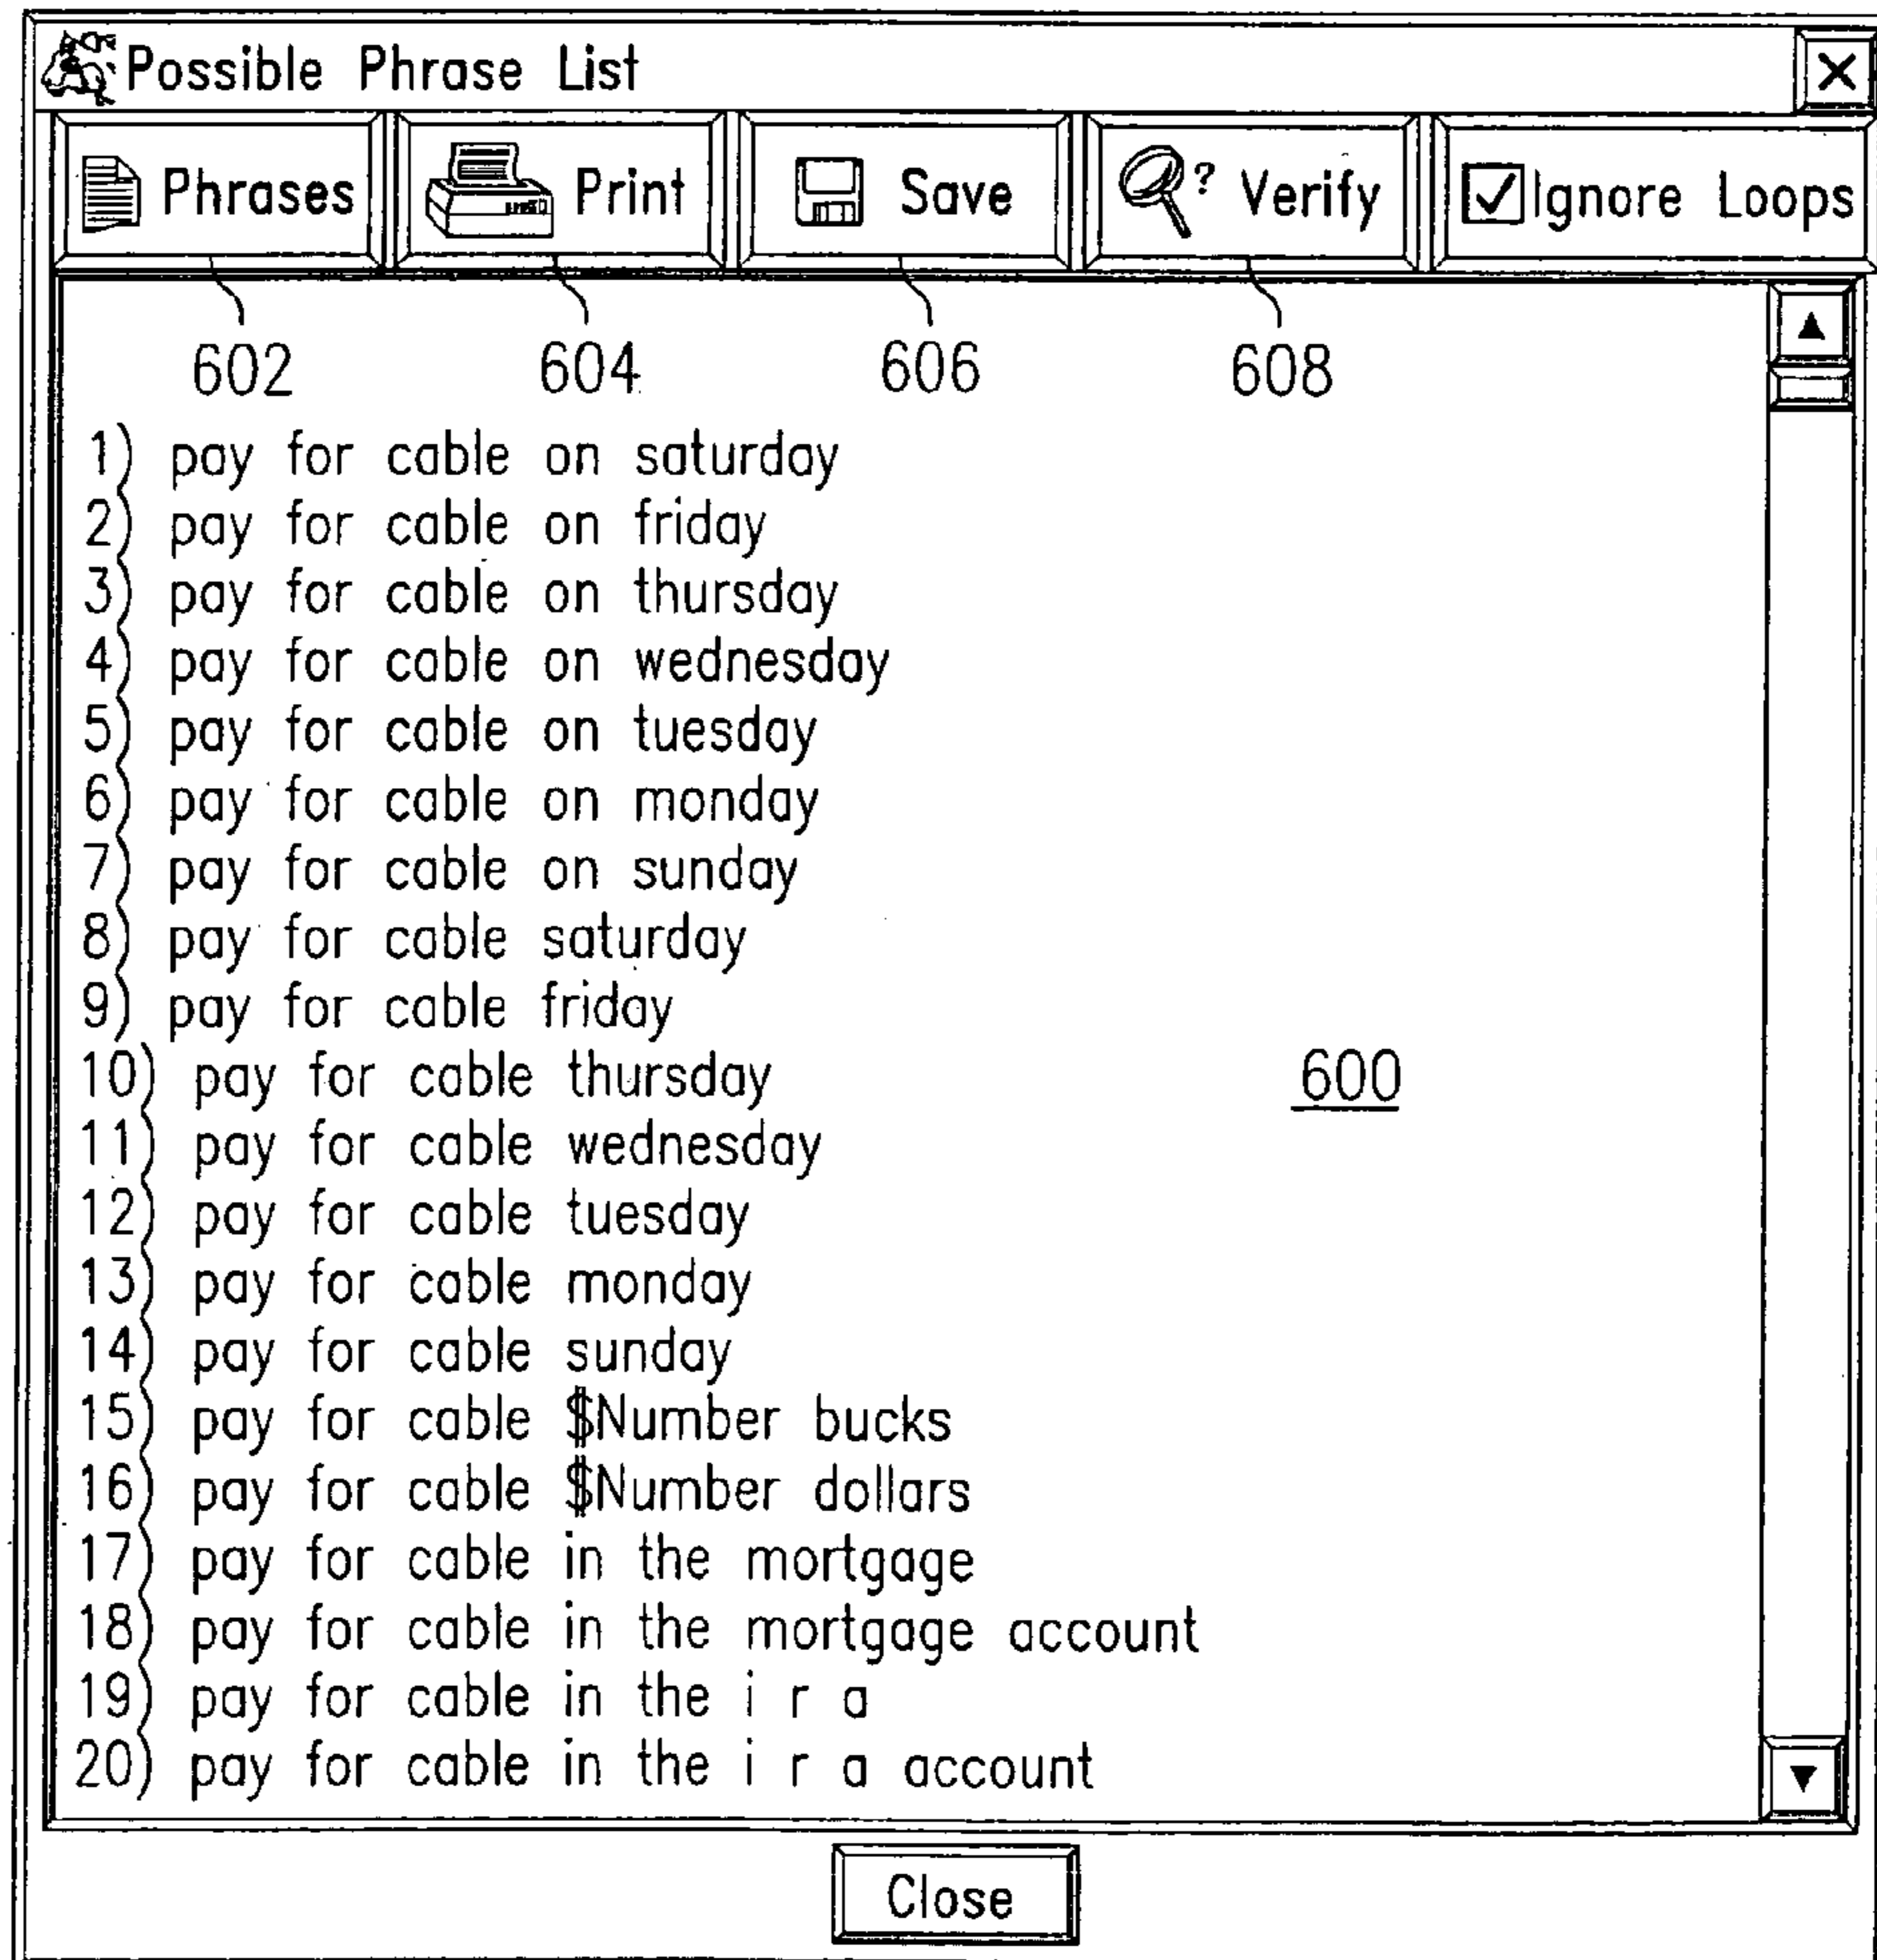 Possible Phrase List
Phrases Print Save ? Verify Ignore Loops
602 604 606 608
1) pay for cable on saturday
2) pay for cable on friday
3) pay for cable on thursday
4) pay for cable on wednesday
5) pay for cable on tuesday
6) pay for cable on monday
7) pay for cable on sunday
8) pay for cable saturday
9) pay for cable friday
10) pay for cable thursday 600
11) pay for cable wednesday
12) pay for cable tuesday
13) pay for cable monday
14) pay for cable sunday
15) pay for cable $Number bucks
16) pay for cable $Number dollars
17) pay for cable in the mortgage
18) pay for cable in the mortgage account
19) pay for cable in the i r a
20) pay for cable in the i r a account
Close